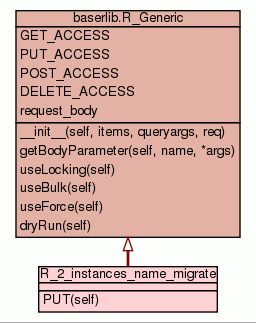 baserlib.R_Generic
GET_ACCESS
PUT_ACCESS
POST_ACCESS
DELETE_ACCESS
request_body
__init__(self, items, queryargs, req)
getBodyParameter(self, name, *args)
useLocking(self)
useBulk(self)
useForce(self)
dryRun(self)
R_2_instances_name_migrate
PUT(self)